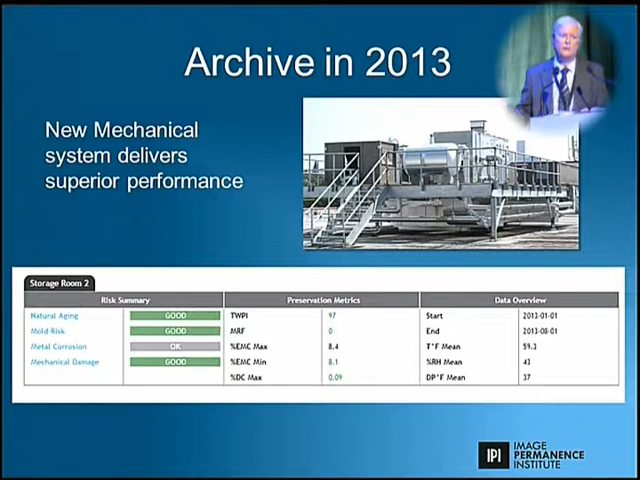 Archive in 2013
New Mechanical
system delivers
superior performance
Storage Room 2
Risk Summary Preservation Metrics Data Overview
Natural Aging GOOD TWPI 97 Start 2013-01-01
Mold Risk GOOD MRF 0 End 2013-08-01
Metal Corrosion OK %EMC Max 8.4 T°F Mean 59.3
Mechanical Damage GOOD %EMC Min 8.1 %RH Mean 43
%DC Max 0.09 DP°F Mean 37
IPI
IMAGE
PERMANENCE
INSTITUTE